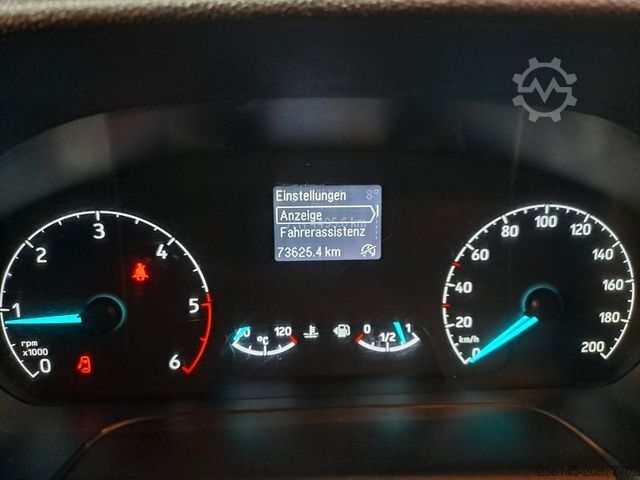 Einstellungen 8°
Anzeige
Fahrerassistenz
73625.4 km
0 1 2 3 4 5 6
rpm
x1000
60 120
°C
0 1/2 1
0 20 40 60 80 100 120 140 160 180 200
km/h